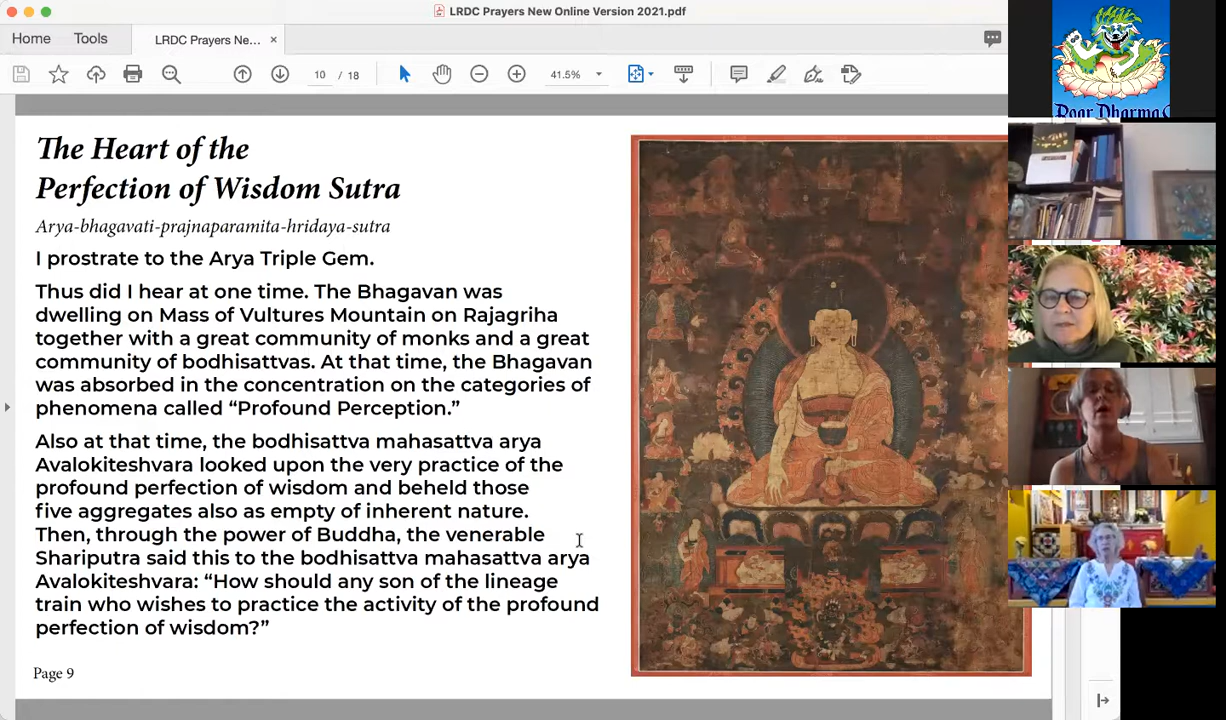 LRDC Prayers New Online Version 2021.pdf
Home
Tools
LRDC Prayers Ne... ×
10 / 18
41.5%
The Heart of the
Perfection of Wisdom Sutra
Arya-bhagavati-prajnaparamita-hridaya-sutra
I prostrate to the Arya Triple Gem.
Thus did I hear at one time. The Bhagavan was
dwelling on Mass of Vultures Mountain on Rajagriha
together with a great community of monks and a great
community of bodhisattvas. At that time, the Bhagavan
was absorbed in the concentration on the categories of
phenomena called “Profound Perception.”
Also at that time, the bodhisattva mahasattva arya
Avalokiteshvara looked upon the very practice of the
profound perfection of wisdom and beheld those
five aggregates also as empty of inherent nature.
Then, through the power of Buddha, the venerable
Shariputra said this to the bodhisattva mahasattva arya
Avalokiteshvara: “How should any son of the lineage
train who wishes to practice the activity of the profound
perfection of wisdom?”
Page 9
Roar Dharma